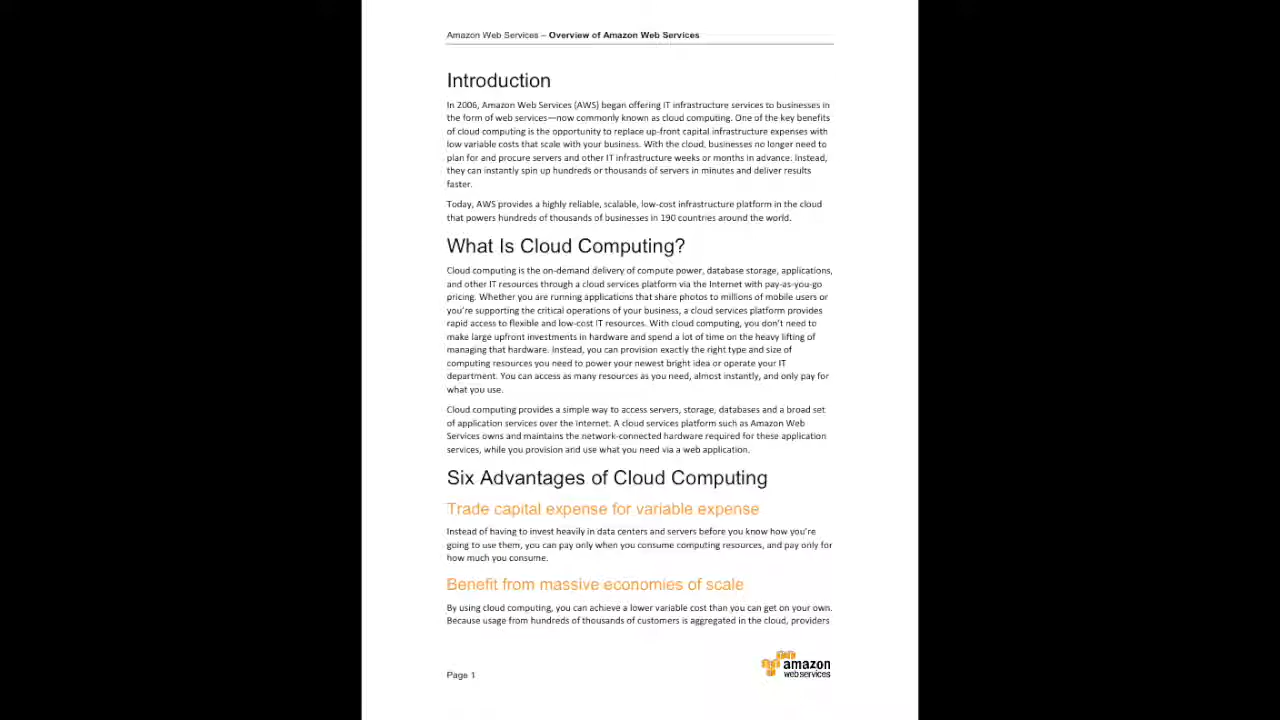 Amazon Web Services – Overview of Amazon Web Services
Introduction
In 2006, Amazon Web Services (AWS) began offering IT infrastructure services to businesses in
the form of web services—now commonly known as cloud computing. One of the key benefits
of cloud computing is the opportunity to replace up-front capital infrastructure expenses with
low variable costs that scale with your business. With the cloud, businesses no longer need to
plan for and procure servers and other IT infrastructure weeks or months in advance. Instead,
they can instantly spin up hundreds or thousands of servers in minutes and deliver results
faster.
Today, AWS provides a highly reliable, scalable, low-cost infrastructure platform in the cloud
that powers hundreds of thousands of businesses in 190 countries around the world.
What Is Cloud Computing?
Cloud computing is the on-demand delivery of compute power, database storage, applications,
and other IT resources through a cloud services platform via the Internet with pay-as-you-go
pricing. Whether you are running applications that share photos to millions of mobile users or
you're supporting the critical operations of your business, a cloud services platform provides
rapid access to flexible and low-cost IT resources. With cloud computing, you don't need to
make large upfront investments in hardware and spend a lot of time on the heavy lifting of
managing that hardware. Instead, you can provision exactly the right type and size of
computing resources you need to power your newest bright idea or operate your IT
department. You can access as many resources as you need, almost instantly, and only pay for
what you use.
Cloud computing provides a simple way to access servers, storage, databases and a broad set
of application services over the Internet. A cloud services platform such as Amazon Web
Services owns and maintains the network-connected hardware required for these application
services, while you provision and use what you need via a web application.
Six Advantages of Cloud Computing
Trade capital expense for variable expense
Instead of having to invest heavily in data centers and servers before you know how you're
going to use them, you can pay only when you consume computing resources, and pay only for
how much you consume.
Benefit from massive economies of scale
By using cloud computing, you can achieve a lower variable cost than you can get on your own.
Because usage from hundreds of thousands of customers is aggregated in the cloud, providers
Page 1
amazon
webservices